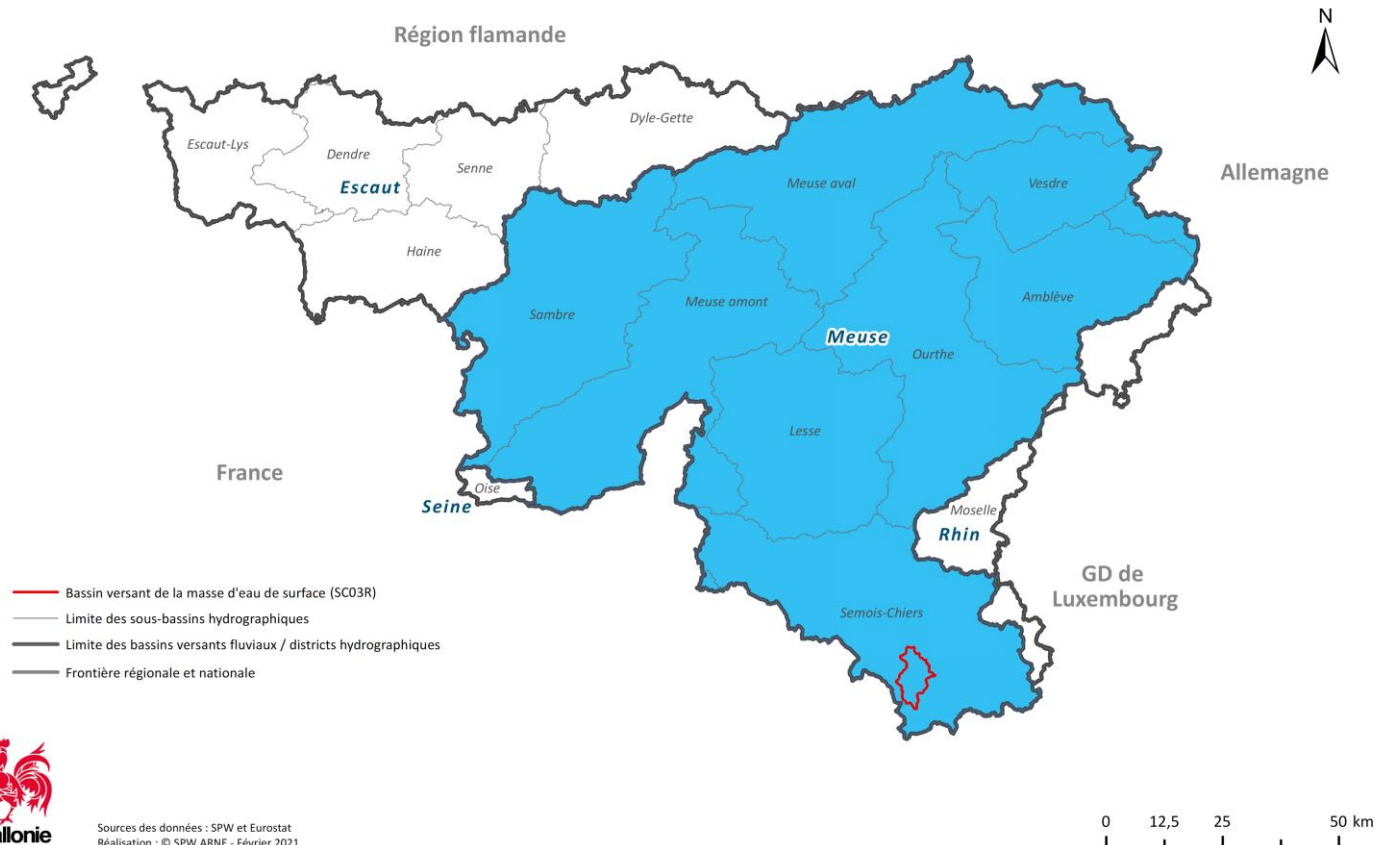 Région flamande
N
Escaut-Lys
Dendre
Escaut
Senne
Dyle-Gette
Haine
Meuse aval
Vesdre
Allemagne
Sambre
Meuse amont
Amblève
Meuse
Ourthe
Lesse
France
Oise
Seine
Moselle
Rhin
GD de
Luxembourg
Semois-Chiers
Bassin versant de la masse d'eau de surface (SC03R)
Limite des sous-bassins hydrographiques
Limite des bassins versants fluviaux / districts hydrographiques
Frontière régionale et nationale
Sources des données : SPW et Eurostat
Réalisation : © SPW ARNE - Février 2021
0 12,5 25 50 km